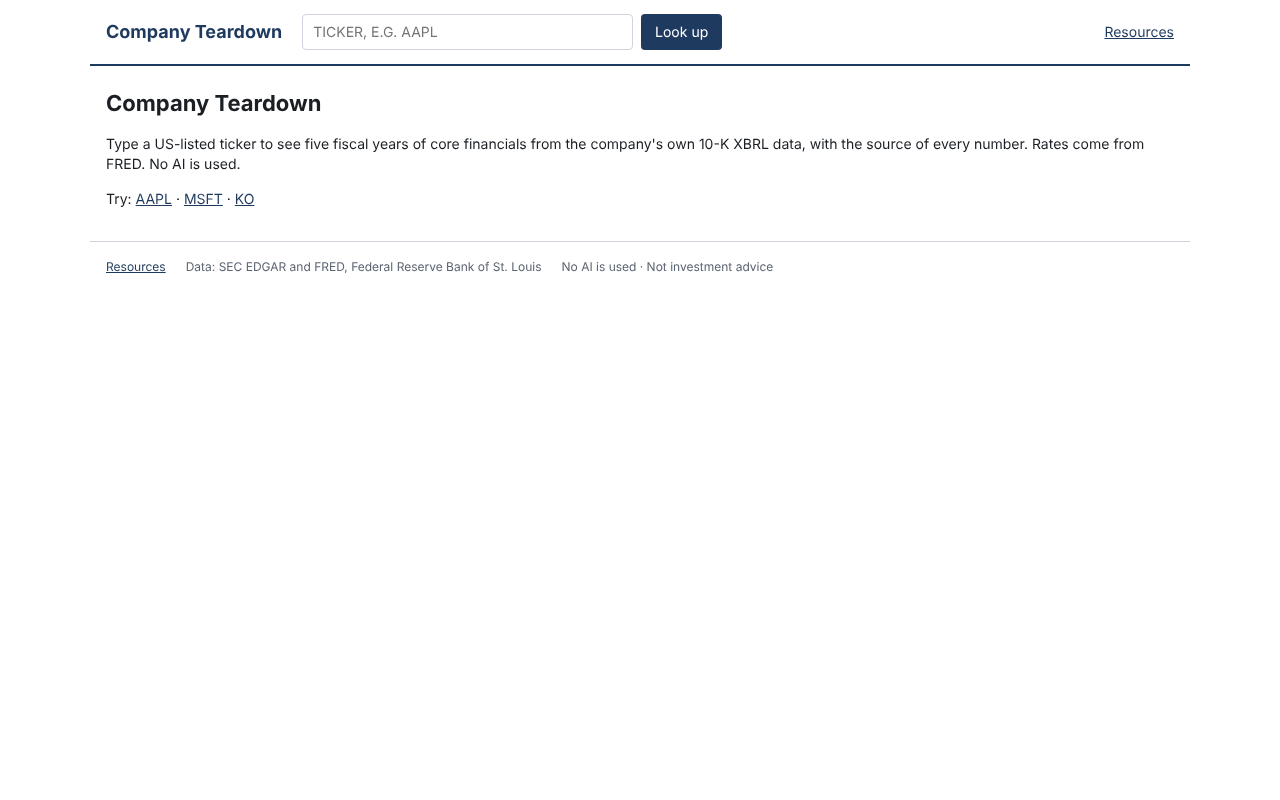 Company Teardown
TICKER, E.G. AAPL
Look up
Resources
Company Teardown
Type a US-listed ticker to see five fiscal years of core financials from the company's own 10-K XBRL data, with the source of every number. Rates come from
FRED. No AI is used.
Try: AAPL · MSFT · KO
Resources
Data: SEC EDGAR and FRED, Federal Reserve Bank of St. Louis
No AI is used · Not investment advice